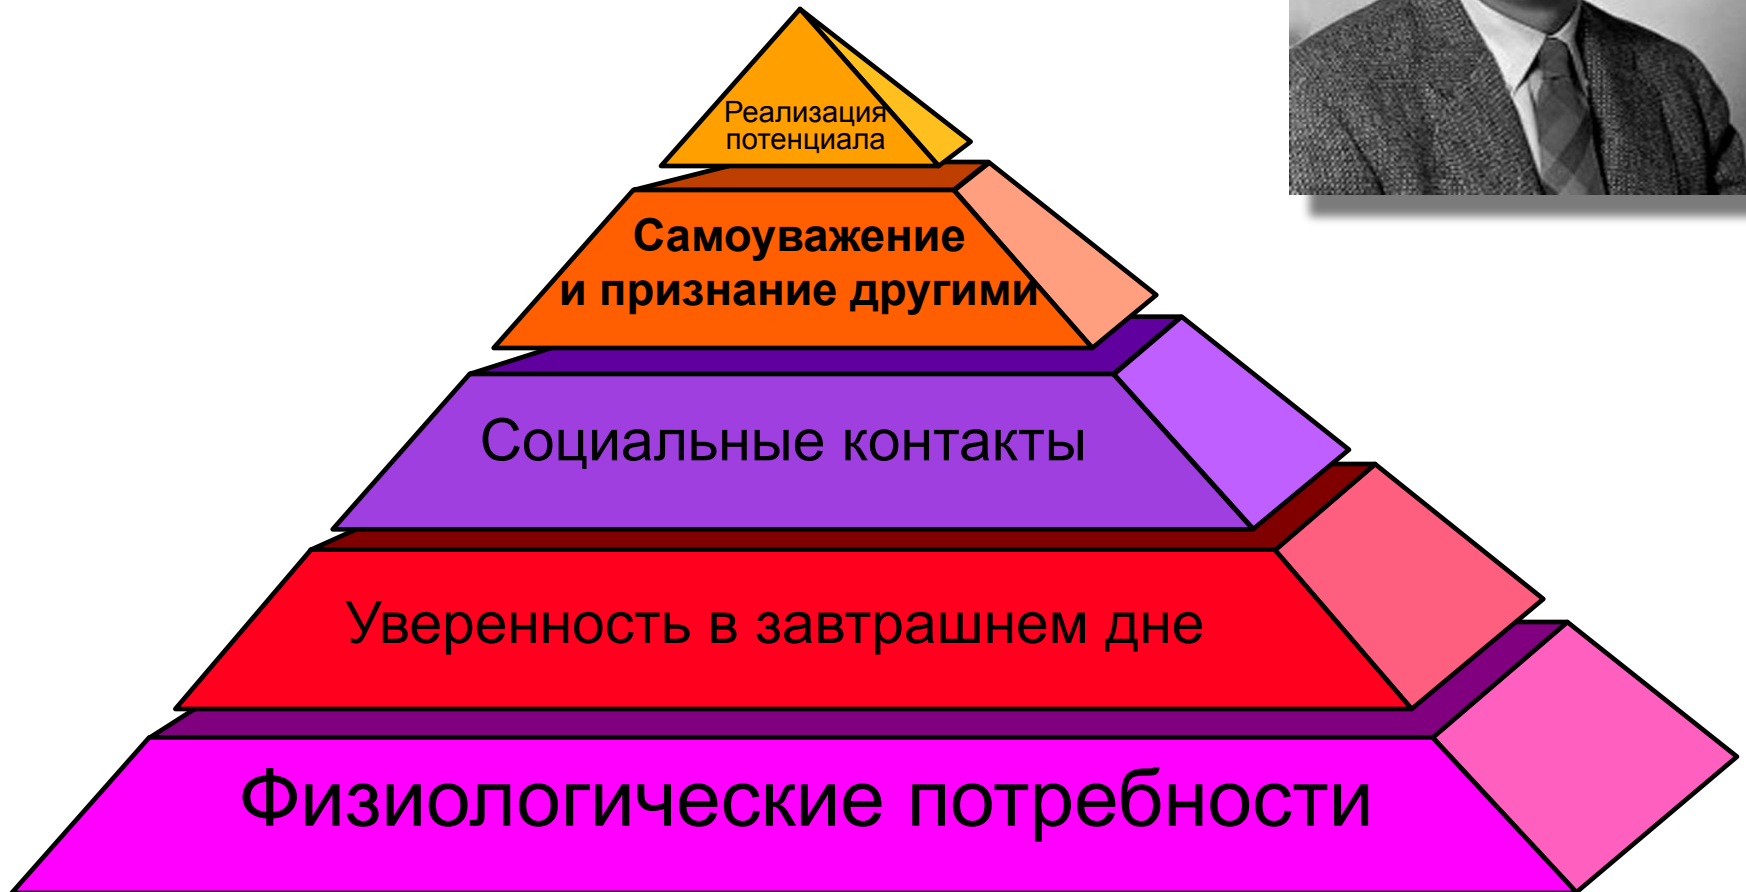 Реализация
потенциала
Самоуважение
и признание другими
Социальные контакты
Уверенность в завтрашнем дне
Физиологические потребности